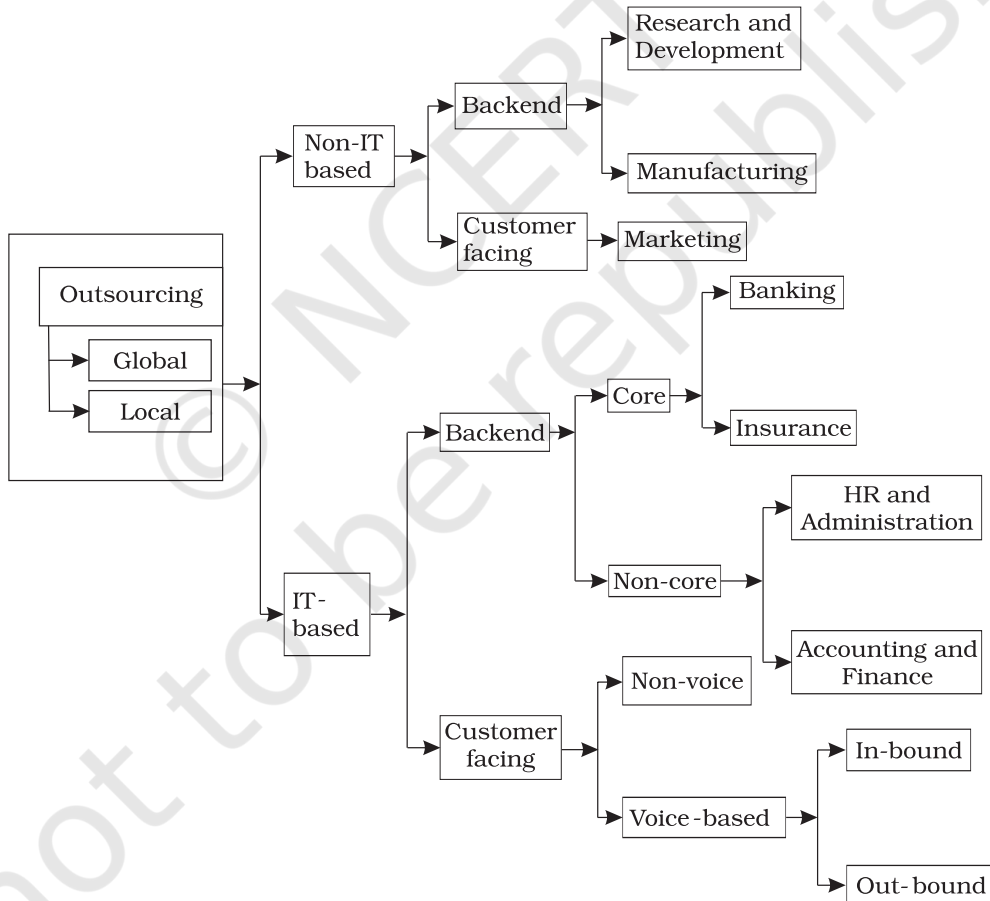 Research and
Development
Backend
Non-IT
based
Manufacturing
Customer
facing
Marketing
Outsourcing
Global
Local
Banking
Core
Backend
Insurance
HR and
Administration
Non-core
IT-
based
Accounting and
Finance
Non-voice
Customer
facing
In-bound
Voice-based
Out-bound
© NCERT
not to be republis